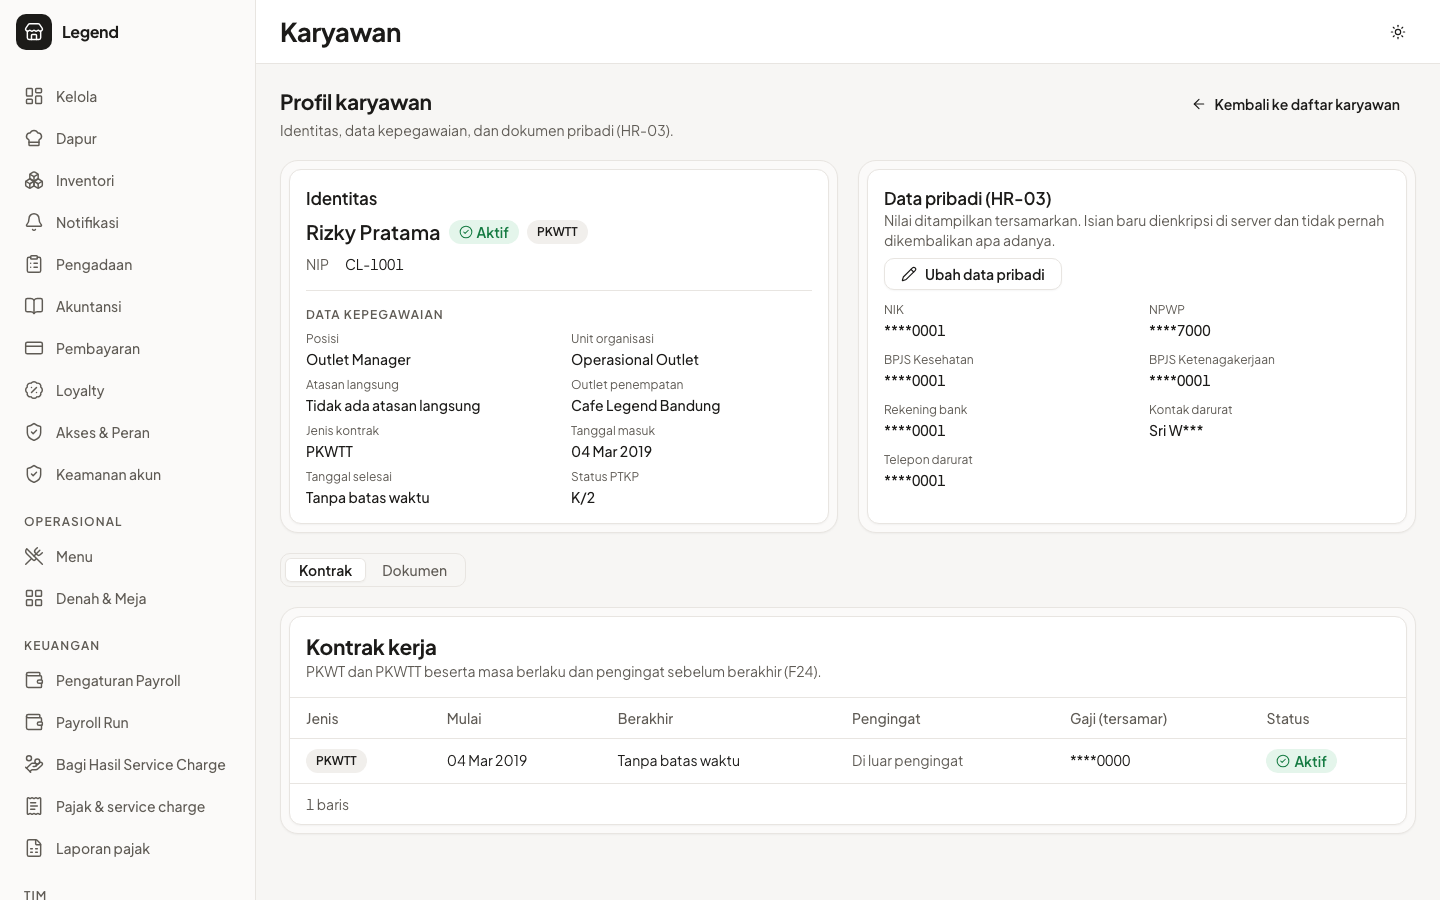 Legend
Karyawan
Kelola
Dapur
Inventori
Notifikasi
Pengadaan
Akuntansi
Pembayaran
Loyalty
Akses & Peran
Keamanan akun
OPERASIONAL
Menu
Denah & Meja
KEUANGAN
Pengaturan Payroll
Payroll Run
Bagi Hasil Service Charge
Pajak & service charge
Laporan pajak
TIM
Profil karyawan
Kembali ke daftar karyawan
Identitas, data kepegawaian, dan dokumen pribadi (HR-03).
Identitas
Rizky Pratama Aktif PKWTT
NIP CL-1001
DATA KEPEGAWAIAN
Posisi Unit organisasi
Outlet Manager Operasional Outlet
Atasan langsung Outlet penempatan
Tidak ada atasan langsung Cafe Legend Bandung
Jenis kontrak Tanggal masuk
PKWTT 04 Mar 2019
Tanggal selesai Status PTKP
Tanpa batas waktu K/2
Data pribadi (HR-03)
Nilai ditampilkan tersamarkan. Isian baru dienkripsi di server dan tidak pernah
dikembalikan apa adanya.
Ubah data pribadi
NIK NPWP
****0001 ****7000
BPJS Kesehatan BPJS Ketenagakerjaan
****0001 ****0001
Rekening bank Kontak darurat
****0001 Sri W***
Telepon darurat
****0001
Kontrak Dokumen
Kontrak kerja
PKWT dan PKWTT beserta masa berlaku dan pengingat sebelum berakhir (F24).
Jenis Mulai Berakhir Pengingat Gaji (tersamar) Status
PKWTT 04 Mar 2019 Tanpa batas waktu Di luar pengingat ****0000 Aktif
1 baris